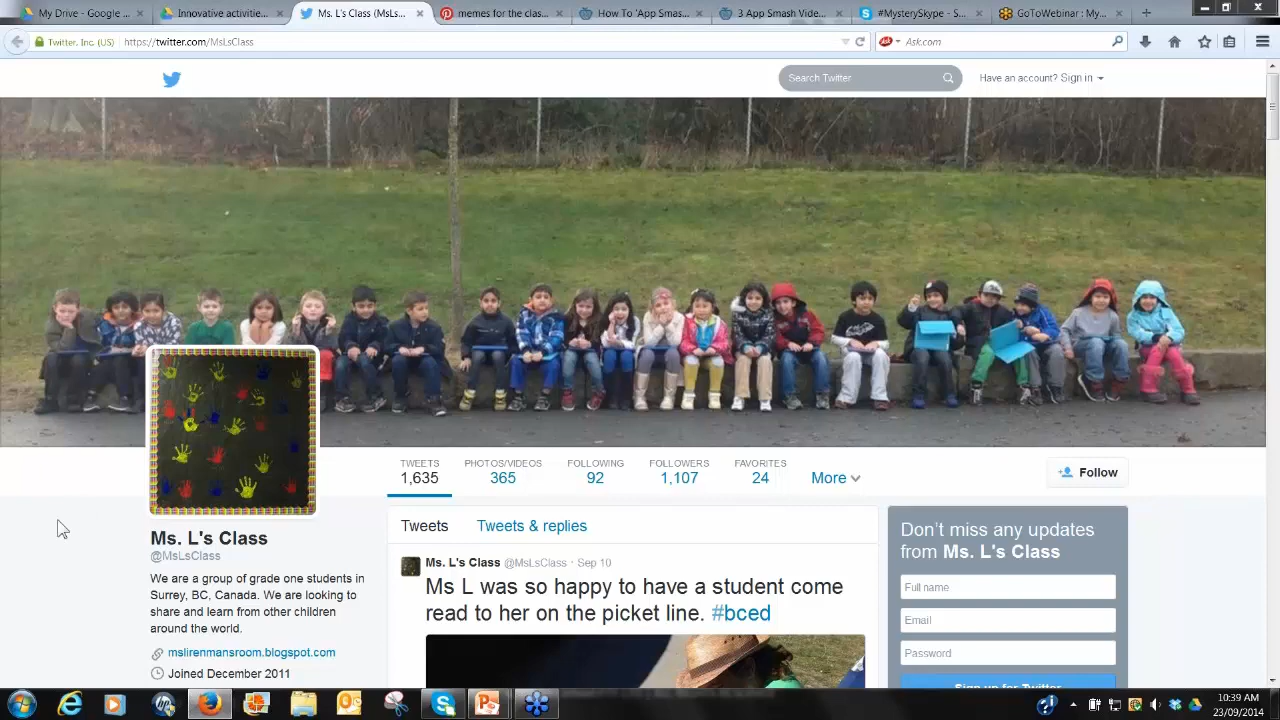 My Drive - Google ...
Innovative activities...
Ms. L's Class (MsLs...
memes for the clas...
How To 'App Smas...
3 App Smash Vide...
#MysterySkype - S...
GoToWebinar : My...
Twitter, Inc. (US)
https://twitter.com/MsLsClass
Ask.com
Search Twitter
Have an account? Sign in
TWEETS
1,635
PHOTOS/VIDEOS
365
FOLLOWING
92
FOLLOWERS
1,107
FAVORITES
24
More
Follow
Ms. L's Class
@MsLsClass
We are a group of grade one students in
Surrey, BC, Canada. We are looking to
share and learn from other children
around the world.
mslirenmansroom.blogspot.com
Joined December 2011
Tweets
Tweets & replies
Ms. L's Class @MsLsClass · Sep 10
Ms L was so happy to have a student come
read to her on the picket line. #bced
Don't miss any updates
from Ms. L's Class
Full name
Email
Password
Sign up for Twitter
10:39 AM
23/09/2014